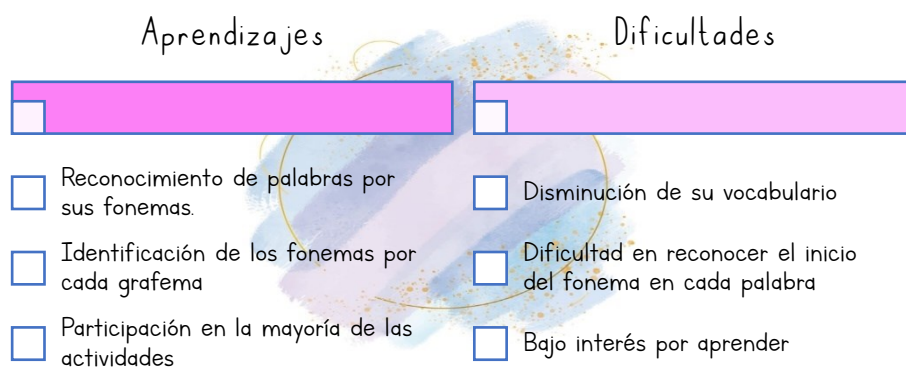 Aprendizajes
Reconocimiento de palabras por
sus fonemas.
Identificación de los fonemas por
cada grafema
Participación en la mayoría de las
actividades
Dificultades
Disminución de su vocabulario
Dificultad en reconocer el inicio
del fonema en cada palabra
Bajo interés por aprender